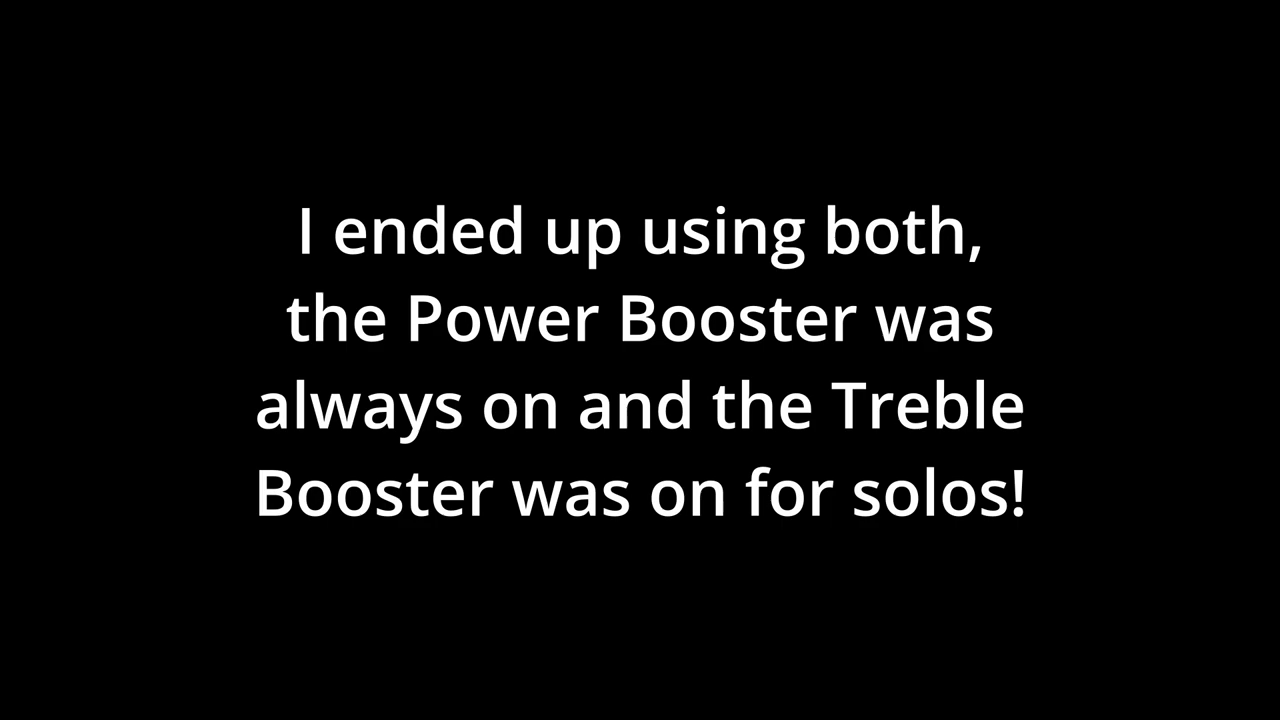 I ended up using both,
the Power Booster was
always on and the Treble
Booster was on for solos!